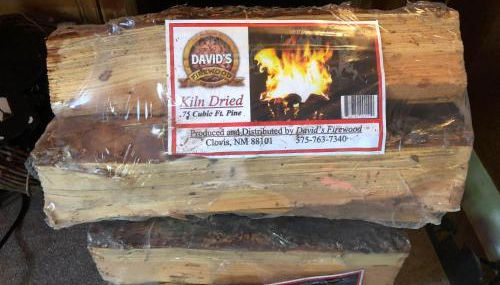 DAVID'S
FIREWOOD
Kiln Dried
.75 Cubic Ft. Pine
Produced and Distributed by David's Firewood
Clovis, NM 88101 575-763-7340